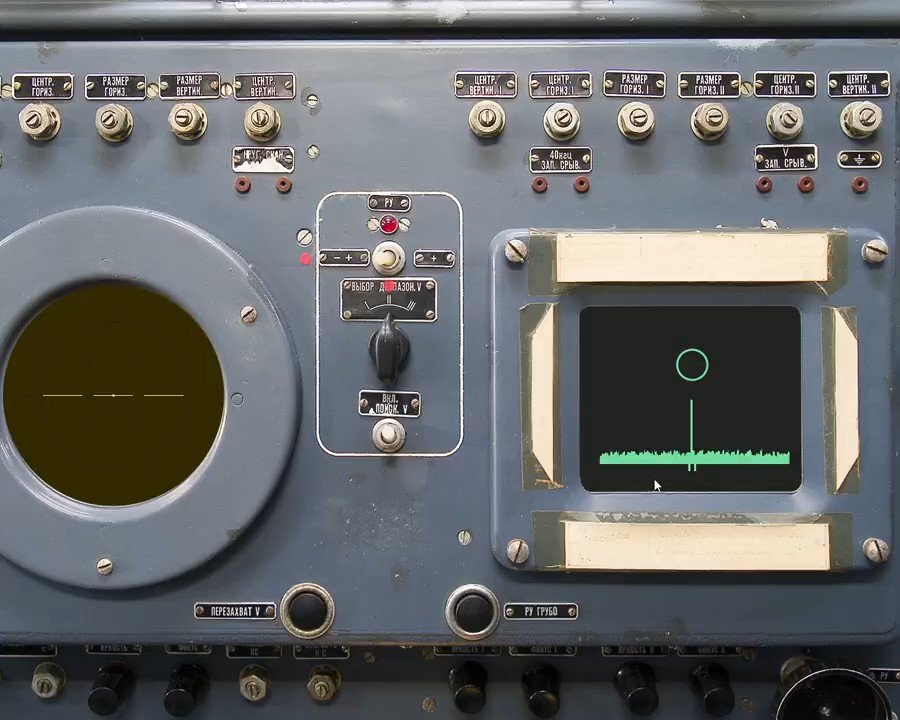 ЦЕНТР.
ГОРИЗ.
РАЗМЕР
ГОРИЗ.
РАЗМЕР
ВЕРТИК.
ЦЕНТР.
ВЕРТИК.
ЦЕНТР.
ВЕРТИК. I
ЦЕНТР.
ГОРИЗ. I
РАЗМЕР
ГОРИЗ. I
РАЗМЕР
ГОРИЗ. II
ЦЕНТР.
ГОРИЗ. II
ЦЕНТР.
ВЕРТИК. II
40кгц
ЗАП. СРЫВ.
V
ЗАП. СРЫВ.
РУ
- +
+
ВЫБОР ДИАПАЗОН. V
I II III
ВКЛ.
ПОИСК. V
ПЕРЕЗАХВАТ V
РУ ГРУБО